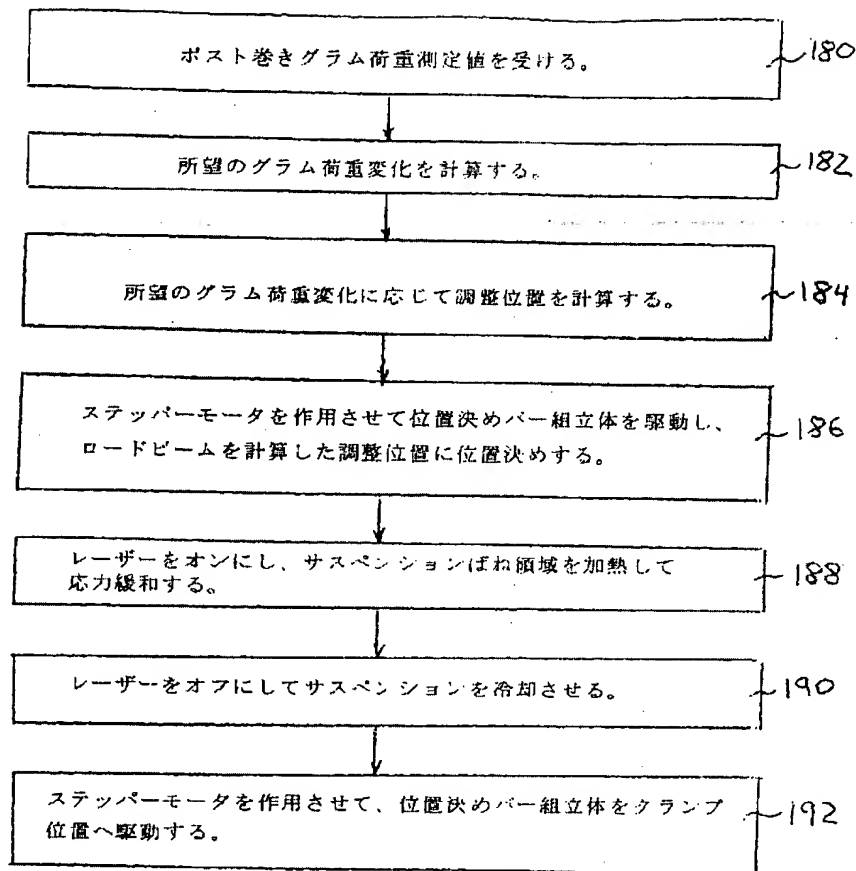 ポスト巻きグラム荷重測定値を受ける。
180
所望のグラム荷重変化を計算する。
182
所望のグラム荷重変化に応じて調整位置を計算する。
184
ステッパーモータを作用させて位置決めバー組立体を駆動し、
ロードビームを計算した調整位置に位置決めする。
186
レーザーをオンにし、サスペンションばね領域を加熱して
応力緩和する。
188
レーザーをオフにしてサスペンションを冷却させる。
190
ステッパーモータを作用させて、位置決めバー組立体をクランプ
位置へ駆動する。
192